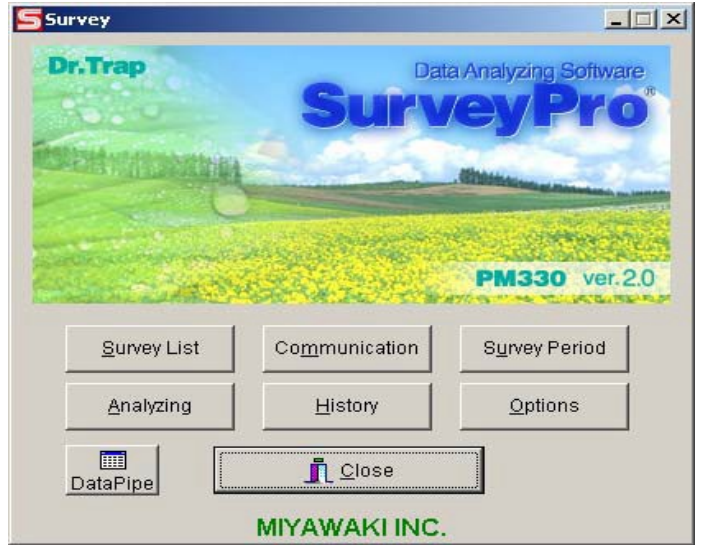 S Survey
Dr.Trap
Data Analyzing Software
SurveyPro®
PM330 ver.2.0
Survey List
Communication
Survey Period
Analyzing
History
Options
DataPipe
Close
MIYAWAKI INC.